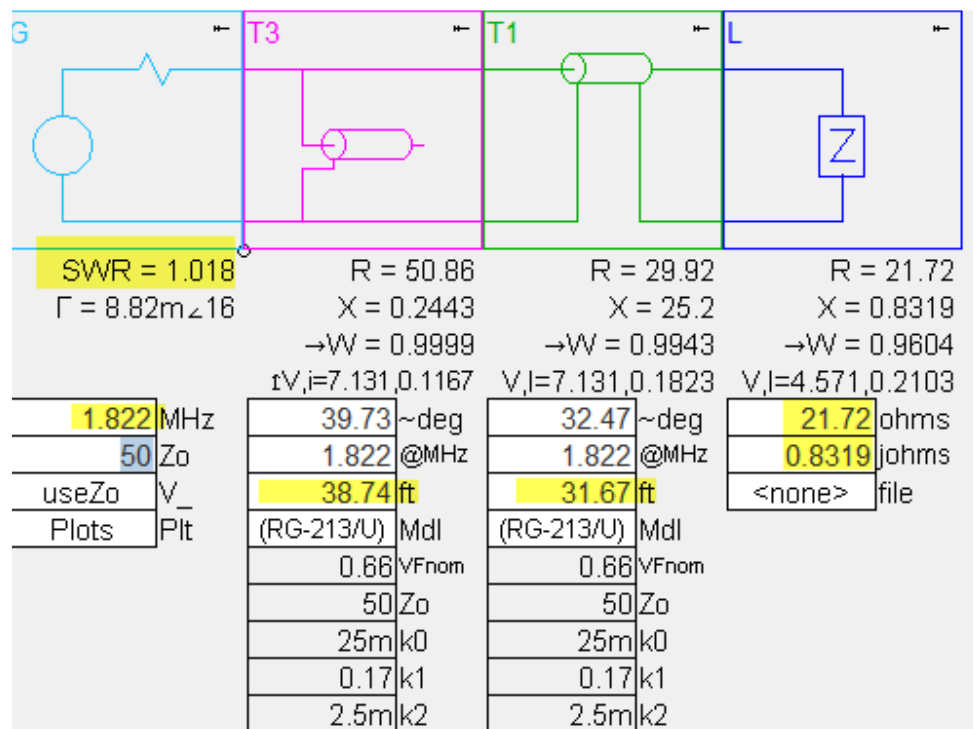 G T3 T1 L
Z
SWR = 1.018 R = 50.86 R = 29.92 R = 21.72
Γ = 8.82m∠16 X = 0.2443 X = 25.2 X = 0.8319
→W = 0.9999 →W = 0.9943 →W = 0.9604
tV,i=7.131,0.1167 V,I=7.131,0.1823 V,I=4.571,0.2103
1.822 MHz 39.73 ~deg 32.47 ~deg 21.72 ohms
50 Zo 1.822 @MHz 1.822 @MHz 0.8319 johms
useZo V_ 38.74 ft 31.67 ft <none> file
Plots Plt (RG-213/U) Mdl (RG-213/U) Mdl
0.66 VFnom 0.66 VFnom
50 Zo 50 Zo
25m k0 25m k0
0.17 k1 0.17 k1
2.5m k2 2.5m k2